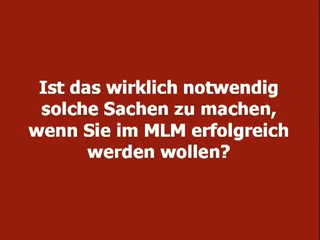 Ist das wirklich notwendig
solche Sachen zu machen,
wenn Sie im MLM erfolgreich
werden wollen?